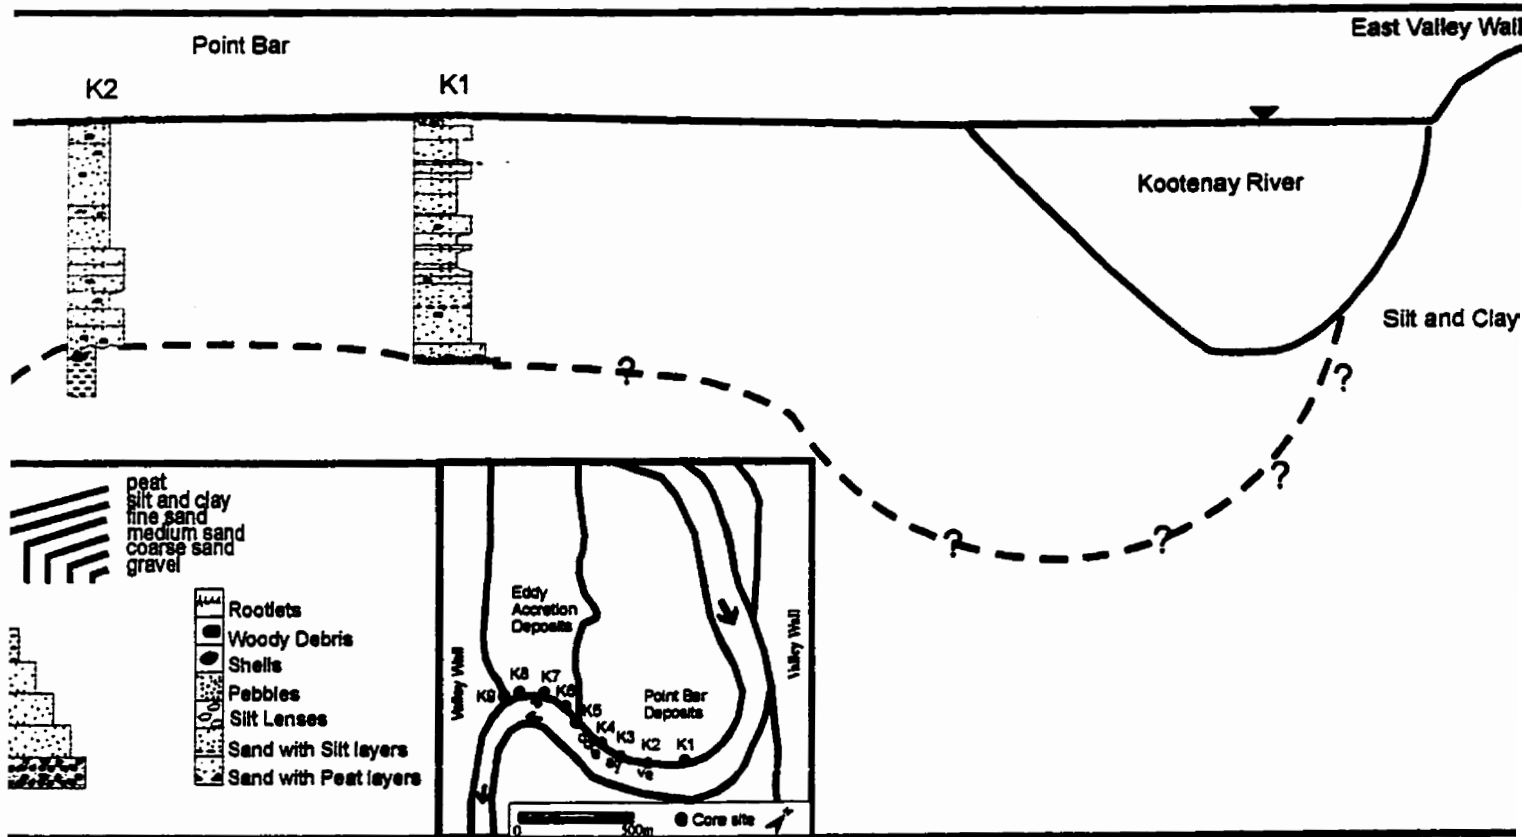 Point Bar
East Valley Wall
K2
K1
Kootenay River
Silt and Clay
?
?
?
?
?
peat
silt and clay
fine sand
medium sand
coarse sand
gravel
Rootlets
Woody Debris
Shells
Pebbles
Silt Lenses
Sand with Silt layers
Sand with Peat layers
Eddy
Accretion
Deposits
Point Bar
Deposits
Valley Wall
Valley Wall
K9
K8
K7
K6
K5
K4
K3
K2
K1
0
500m
Core site